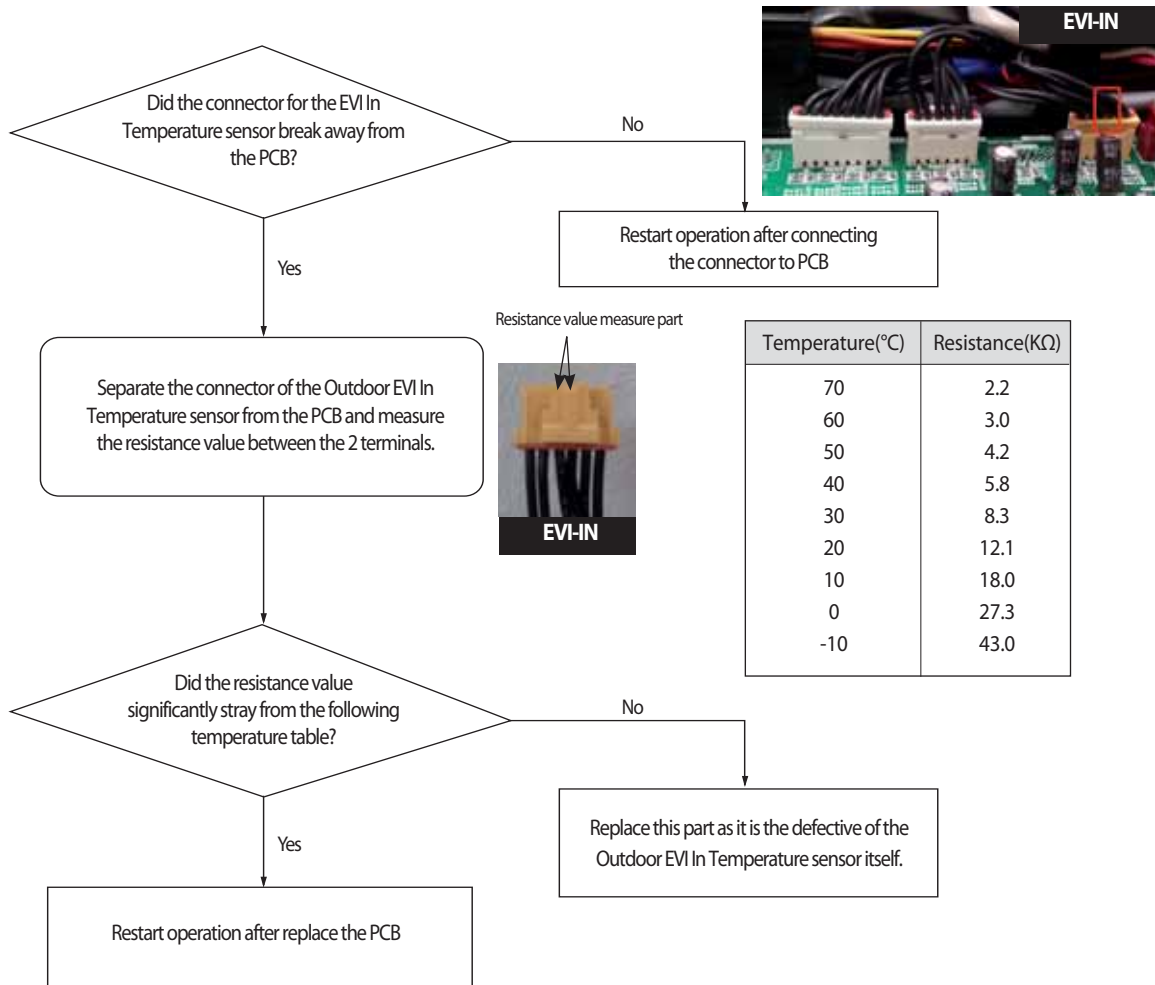 EVI-IN
Did the connector for the EVI In
Temperature sensor break away from
the PCB?
No
Restart operation after connecting
the connector to PCB
Yes
Resistance value measure part
Separate the connector of the Outdoor EVI In
Temperature sensor from the PCB and measure
the resistance value between the 2 terminals.
EVI-IN
Temperature(°C) Resistance(KΩ)
70 2.2
60 3.0
50 4.2
40 5.8
30 8.3
20 12.1
10 18.0
0 27.3
-10 43.0
Did the resistance value
significantly stray from the following
temperature table?
No
Replace this part as it is the defective of the
Outdoor EVI In Temperature sensor itself.
Yes
Restart operation after replace the PCB